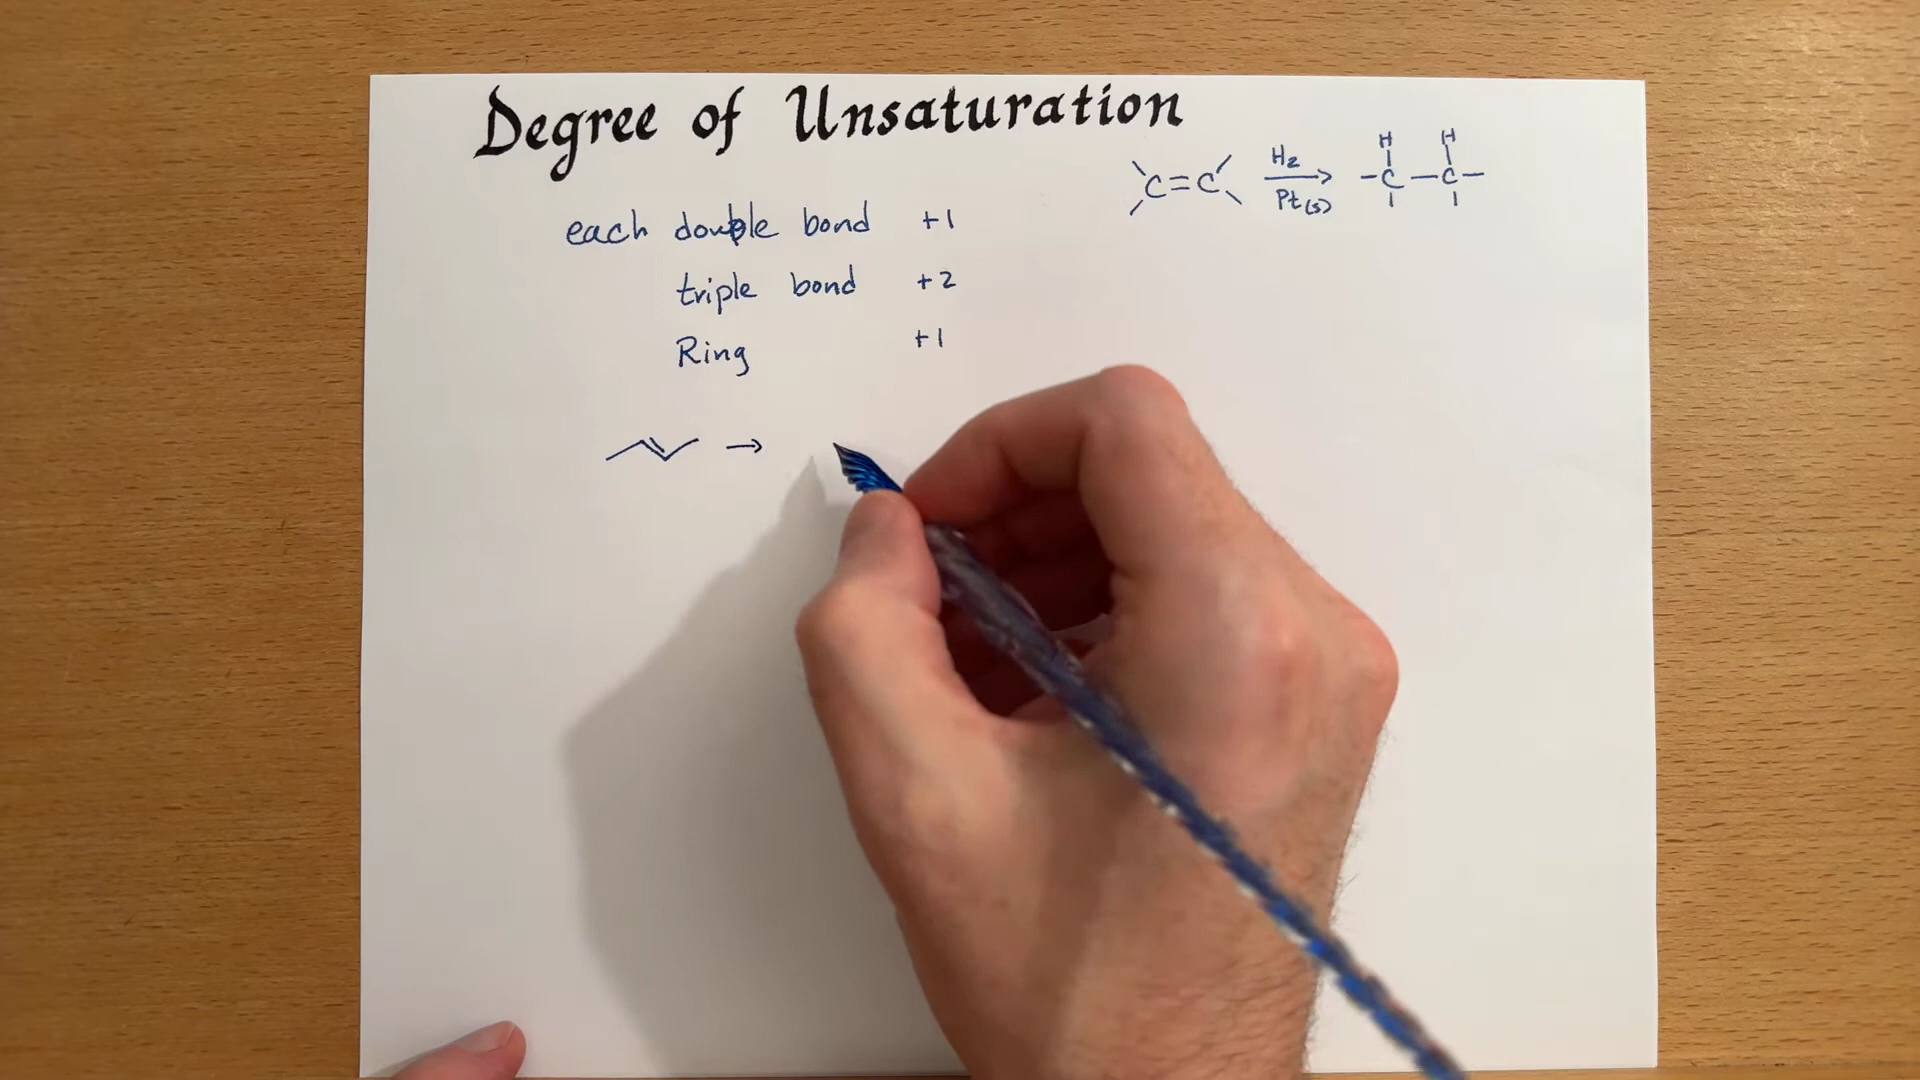 Degree of Unsaturation
H H
C=C H2 → -C-C-
Pt(s)
each double bond +1
triple bond +2
Ring +1
→